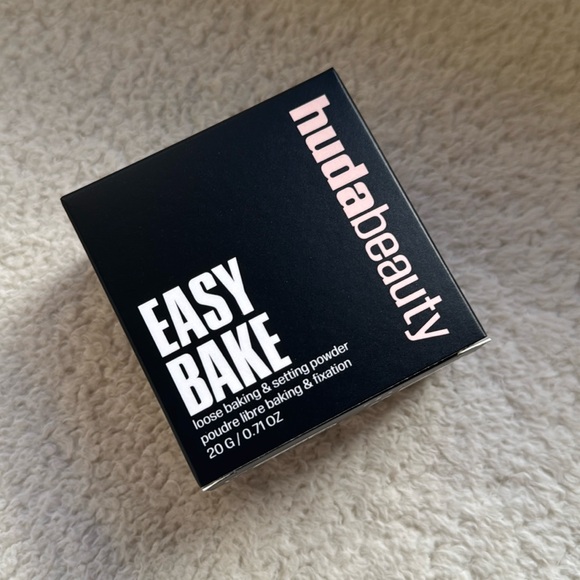 hudabeauty
EASY
BAKE
loose baking & setting powder
poudre libre baking & fixation
20 G / 0.71 OZ